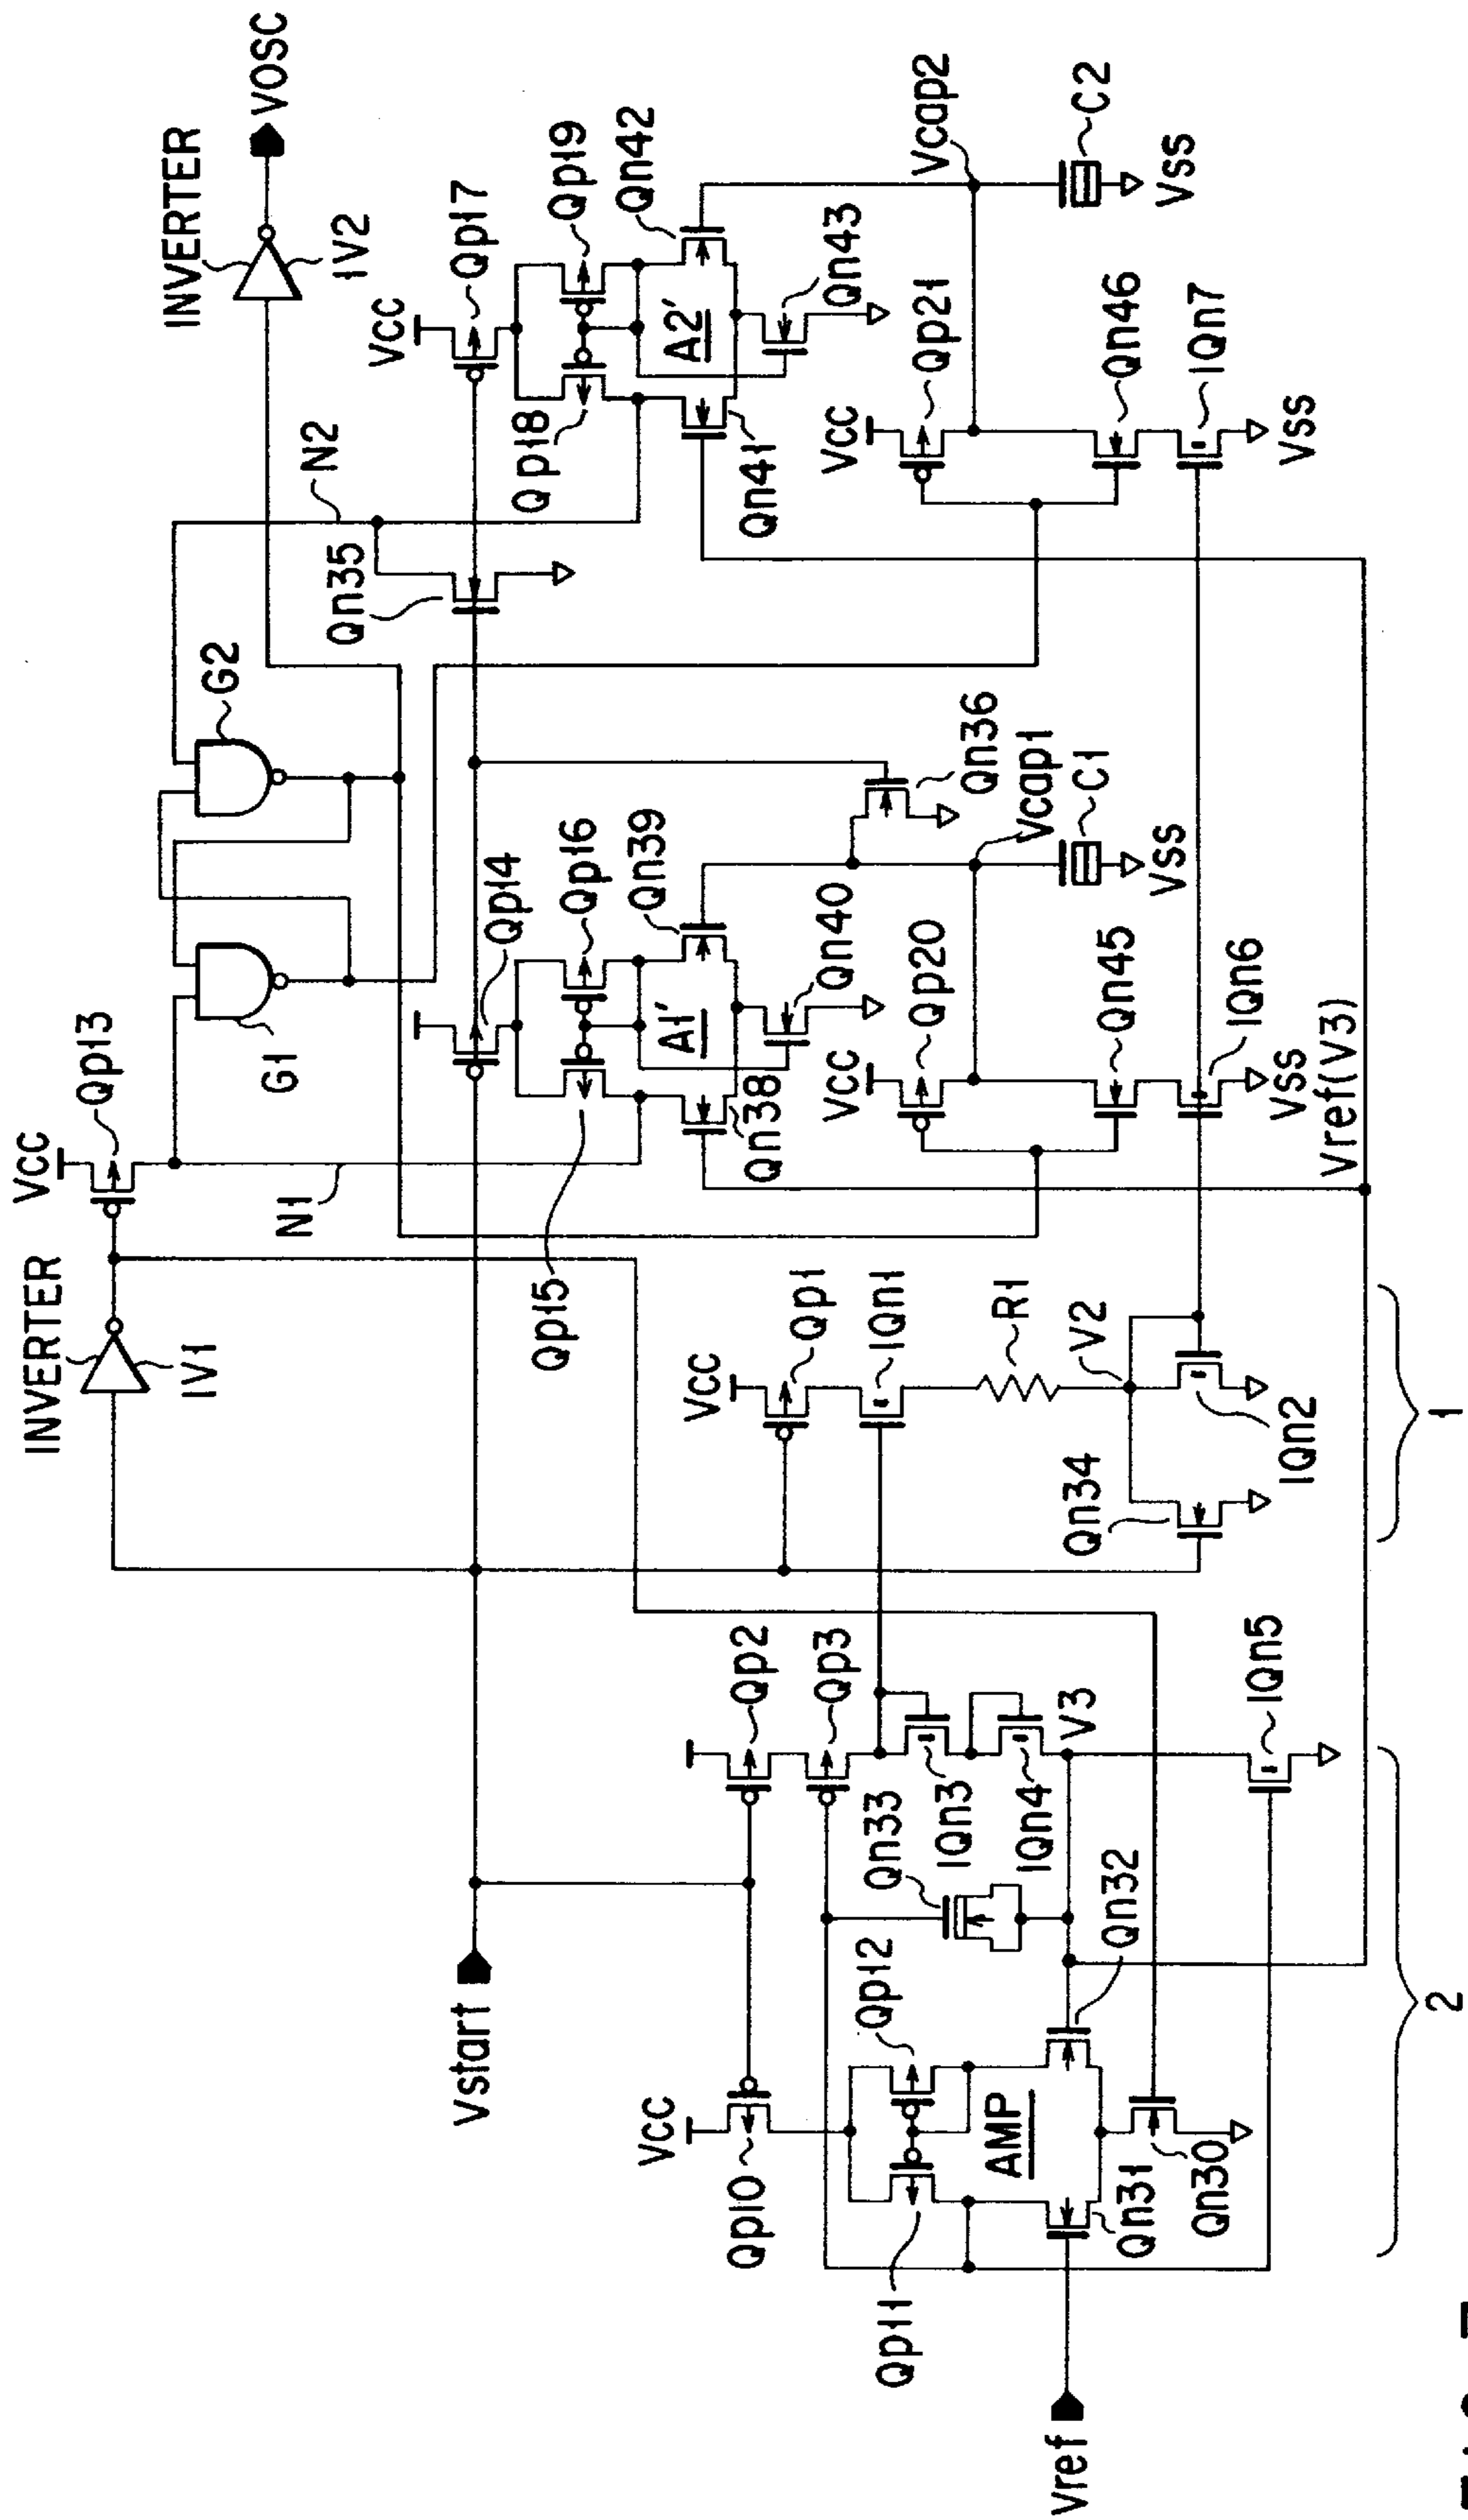 INVERTER
VOSC
IV2
VCC
Qp17
Qp19
Qn42
Qp18
A2'
Qn43
Qn41
N2
Qn35
Vcap2
C2
VSS
VCC
Qp21
Qn46
IQn7
VSS
G2
G1
VCC
Qp13
INVERTER
IV1
N1
Qp14
Qp16
Qn39
Qp15
A1'
Qn40
Qn38
Qn36
Vcap1
C1
VSS
VCC
Qp20
Qn45
IQn6
VSS
Vref(V3)
VCC
Qp1
IQn1
R1
V2
Qn34
IQn2
1
Vstart
Qp2
Qp3
Qn33
IQn3
IQn4
V3
IQn5
VCC
Qp10
Qp12
Qp11
AMP
Qn32
Qn31
Qn30
Vref
2